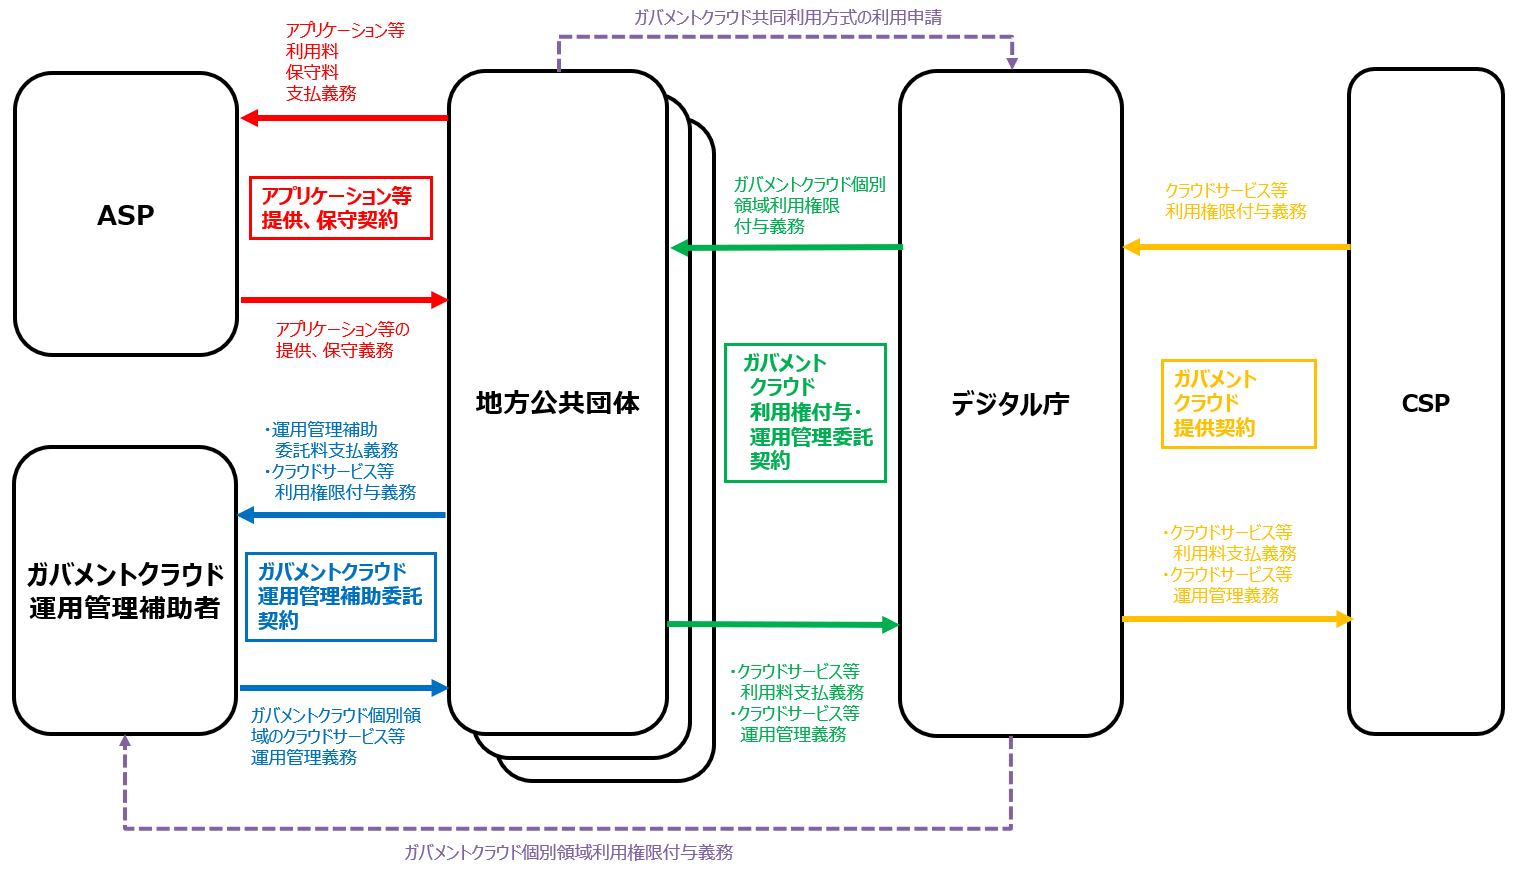 ガバメントクラウド共同利用方式の利用申請
アプリケーション等
利用料
保守料
支払義務
ASP
アプリケーション等
提供、保守契約
アプリケーション等の
提供、保守義務
・運用管理補助
委託料支払義務
・クラウドサービス等
利用権限付与義務
ガバメントクラウド
運用管理補助者
ガバメントクラウド
運用管理補助委託
契約
ガバメントクラウド個別領
域のクラウドサービス等
運用管理義務
地方公共団体
ガバメントクラウド個別
領域利用権限
付与義務
ガバメント
クラウド
利用権付与・
運用管理委託
契約
・クラウドサービス等
利用料支払義務
・クラウドサービス等
運用管理義務
デジタル庁
クラウドサービス等
利用権限付与義務
ガバメント
クラウド
提供契約
・クラウドサービス等
利用料支払義務
・クラウドサービス等
運用管理義務
CSP
ガバメントクラウド個別領域利用権限付与義務